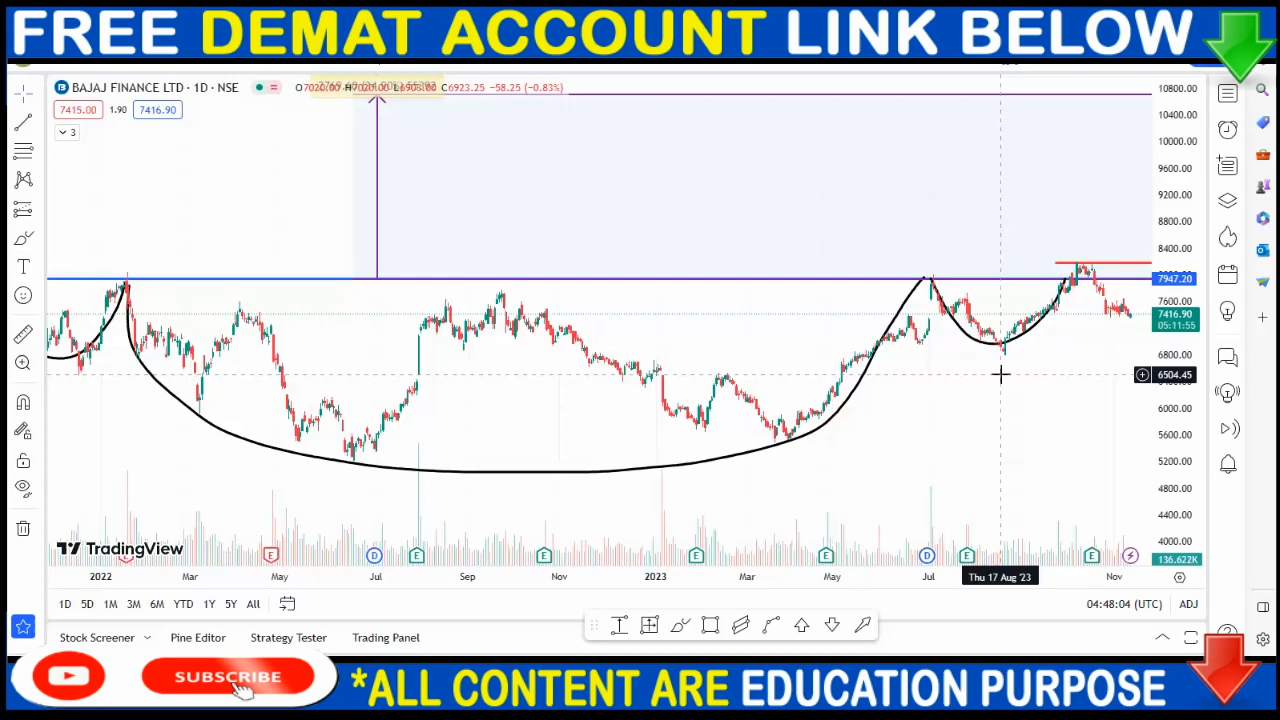 FREE DEMAT ACCOUNT LINK BELOW
BAJAJ FINANCE LTD · 1D · NSE
C6923.25 −58.25 (−0.83%)
7415.00 1.90 7416.90
3
10800.00
10400.00
10000.00
9600.00
9200.00
8800.00
8400.00
7947.20
7600.00
7416.90
05:11:55
6800.00
6504.45
6000.00
5600.00
5200.00
4800.00
4400.00
4000.00
136.622K
TradingView
E E D E E E E D E E
2022 Mar May Jul Sep Nov 2023 Mar May Jul Thu 17 Aug '23 Nov
1D 5D 1M 3M 6M YTD 1Y 5Y All
04:48:04 (UTC) ADJ
Stock Screener Pine Editor Strategy Tester Trading Panel
SUBSCRIBE
*ALL CONTENT ARE EDUCATION PURPOSE